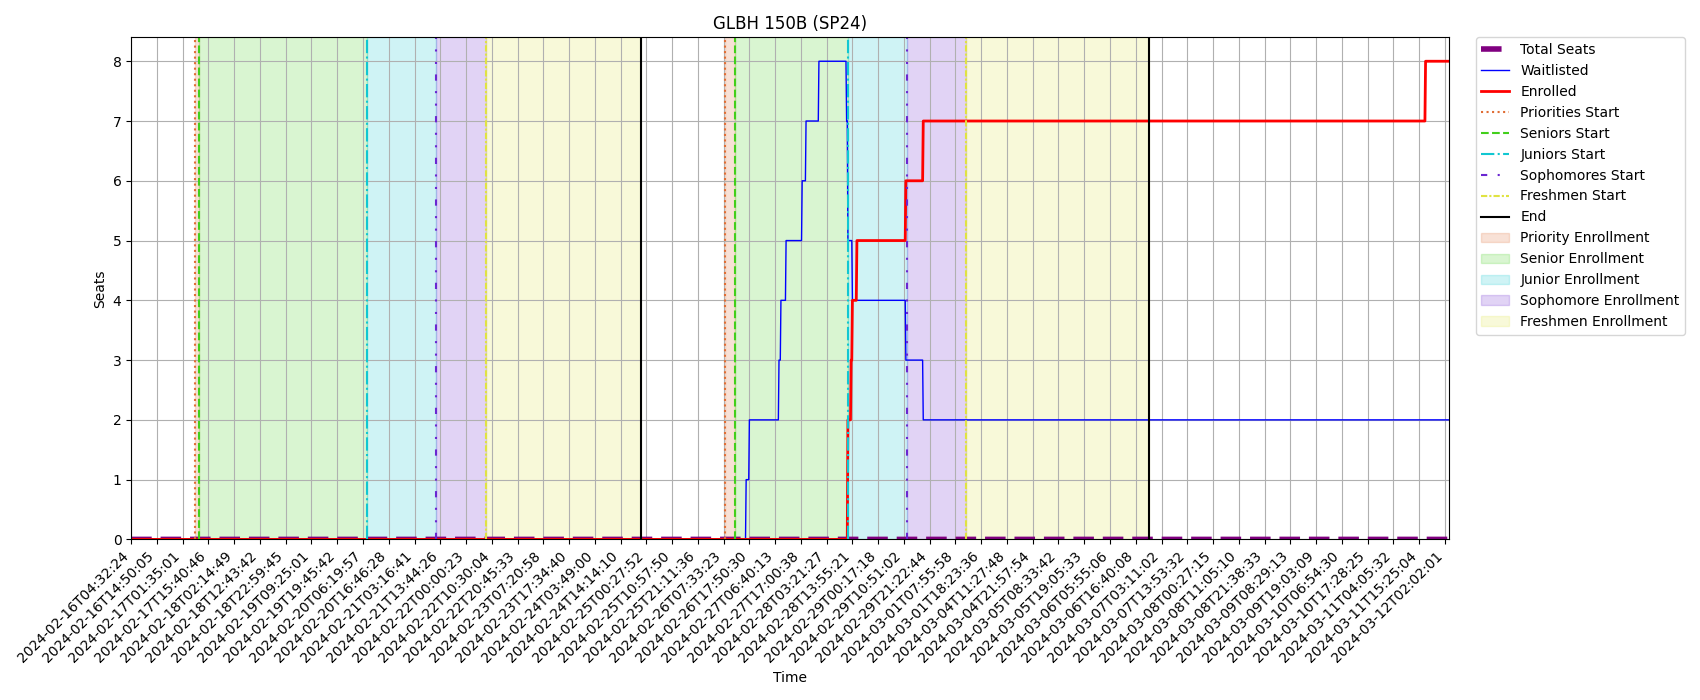 GLBH 150B (SP24)
Seats
8
7
6
5
4
3
2
1
0
2024-02-16T04:32:24
2024-02-16T14:50:05
2024-02-17T01:35:01
2024-02-17T15:40:46
2024-02-18T02:14:49
2024-02-18T12:43:42
2024-02-18T22:59:45
2024-02-19T09:25:01
2024-02-19T19:45:42
2024-02-20T06:19:57
2024-02-20T16:46:28
2024-02-21T03:16:41
2024-02-21T13:44:26
2024-02-22T00:00:23
2024-02-22T10:30:04
2024-02-22T20:45:33
2024-02-23T07:20:58
2024-02-23T17:34:40
2024-02-24T03:49:00
2024-02-24T14:14:10
2024-02-25T00:27:52
2024-02-25T10:57:50
2024-02-25T21:11:36
2024-02-26T07:33:23
2024-02-26T17:50:30
2024-02-27T06:40:13
2024-02-27T17:00:38
2024-02-28T03:21:27
2024-02-28T13:55:21
2024-02-29T00:17:18
2024-02-29T10:51:02
2024-02-29T21:22:44
2024-03-01T07:55:58
2024-03-01T18:23:36
2024-03-04T11:27:48
2024-03-04T21:57:54
2024-03-05T08:33:42
2024-03-05T19:05:33
2024-03-06T05:55:06
2024-03-06T16:40:08
2024-03-07T03:11:02
2024-03-07T13:53:32
2024-03-08T00:27:15
2024-03-08T11:05:10
2024-03-08T21:38:33
2024-03-09T08:29:13
2024-03-09T19:03:09
2024-03-10T06:54:30
2024-03-10T17:28:25
2024-03-11T04:05:32
2024-03-11T15:25:04
2024-03-12T02:02:01
Time
Total Seats
Waitlisted
Enrolled
Priorities Start
Seniors Start
Juniors Start
Sophomores Start
Freshmen Start
End
Priority Enrollment
Senior Enrollment
Junior Enrollment
Sophomore Enrollment
Freshmen Enrollment